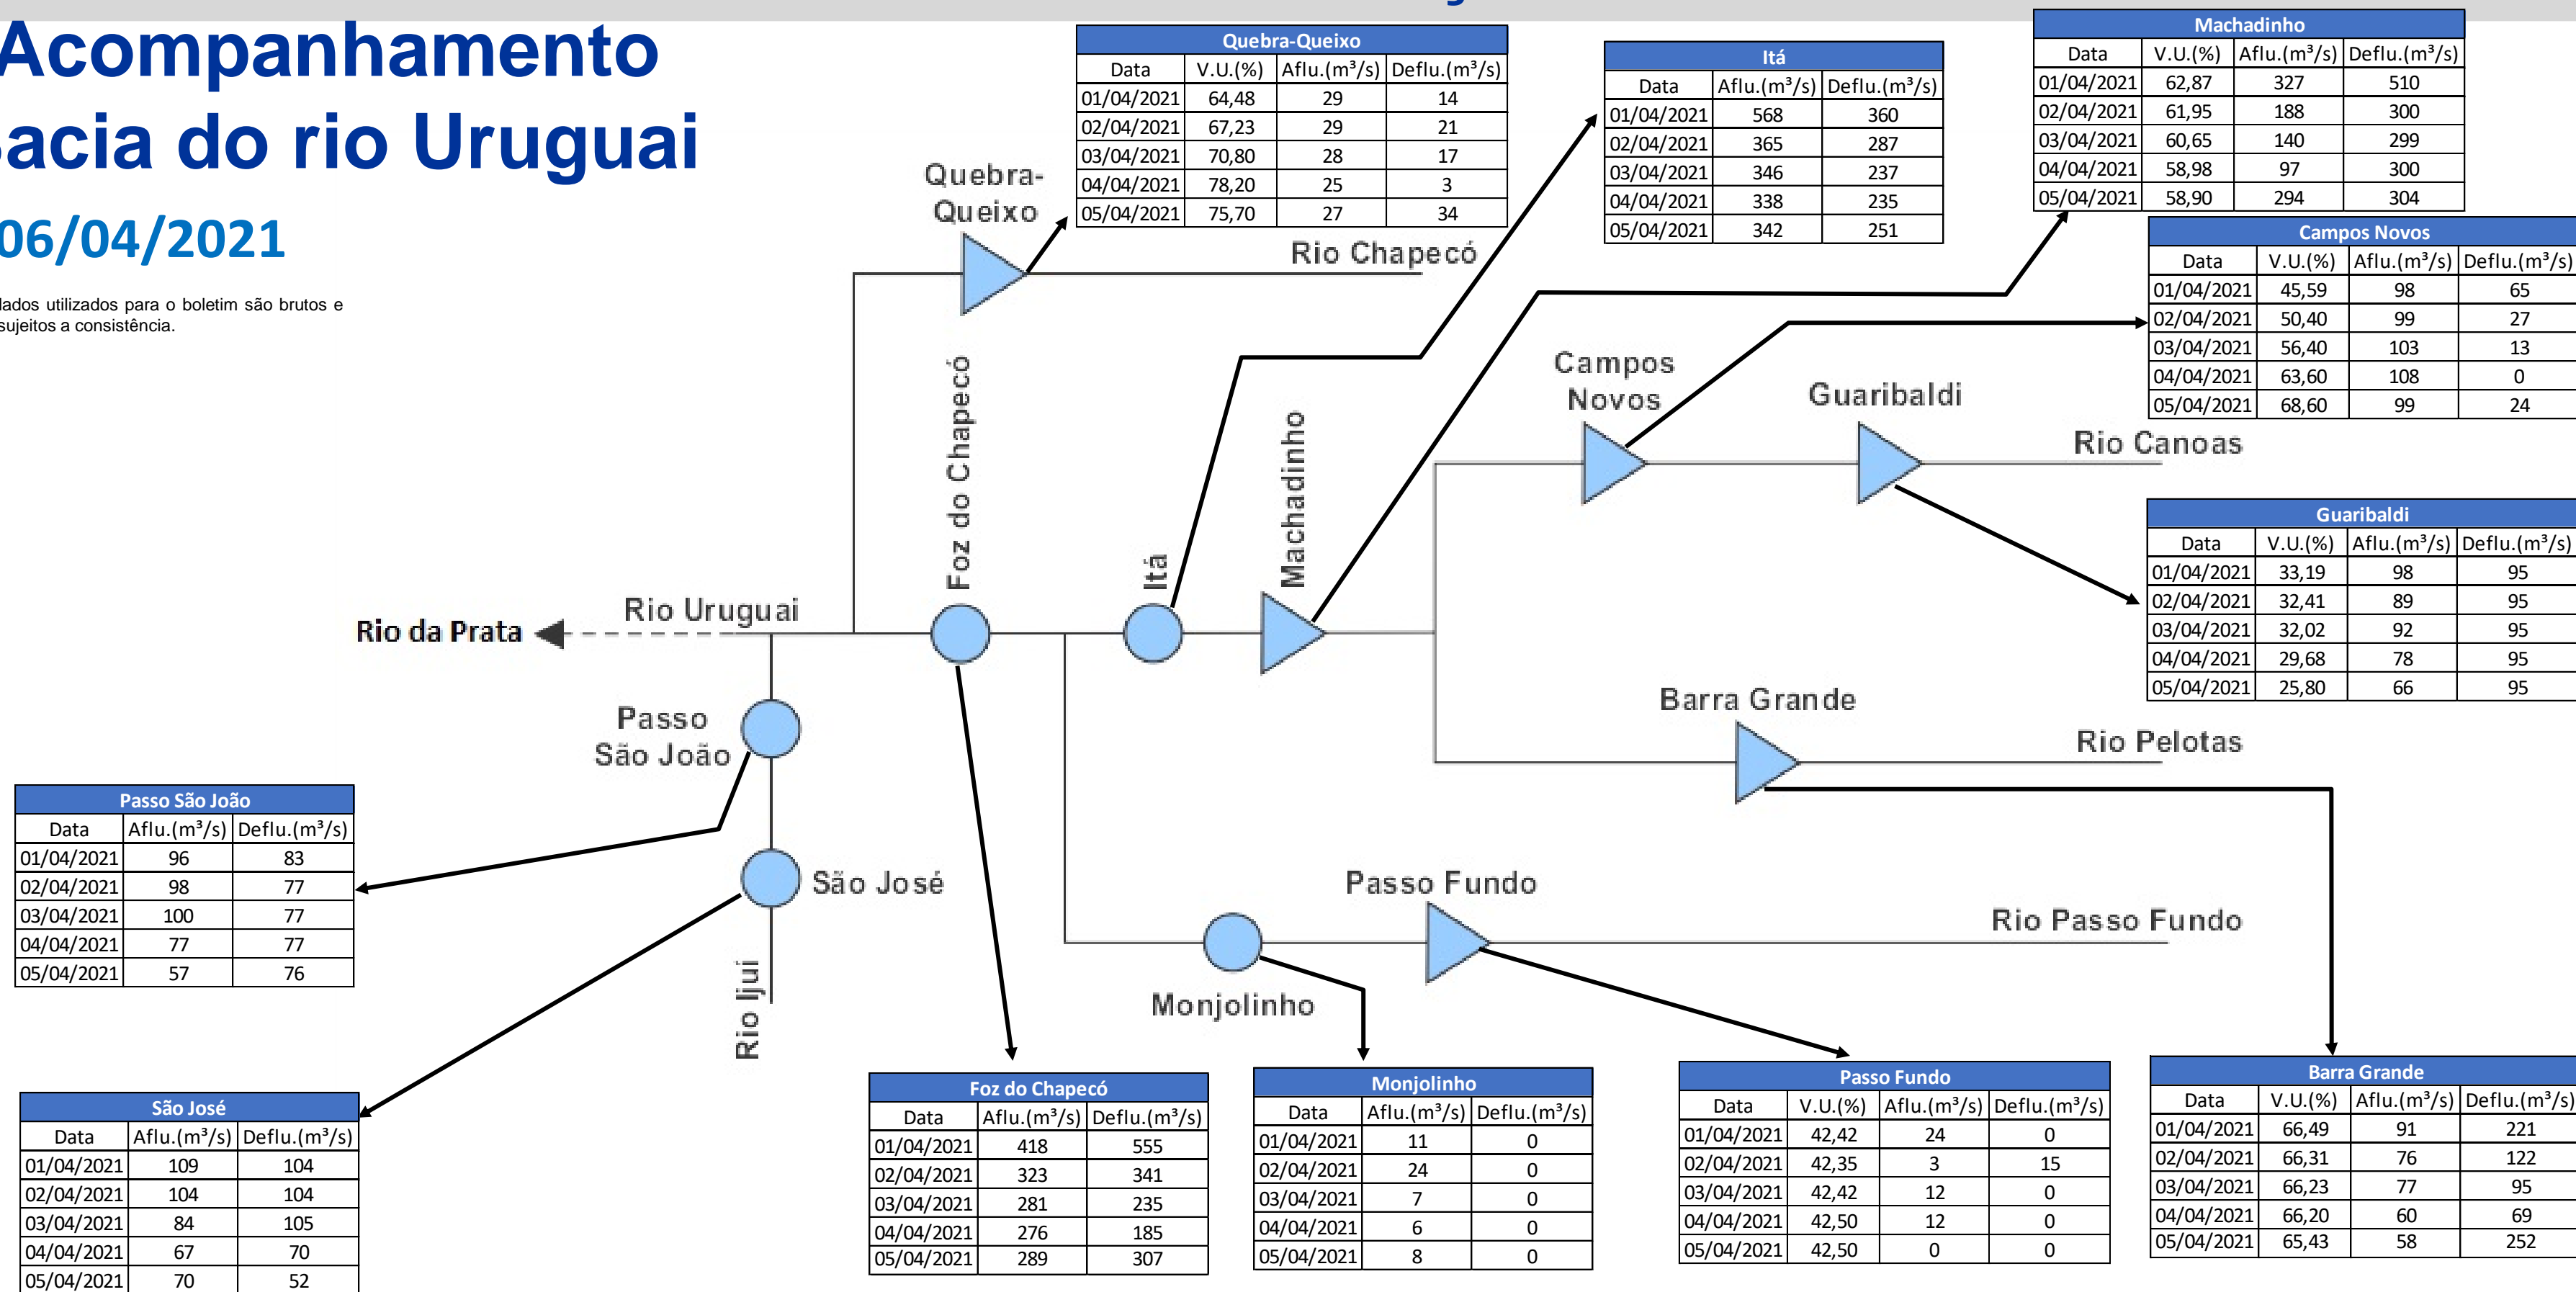 Acompanhamento
acia do rio Uruguai
06/04/2021
dados utilizados para o boletim são brutos e
sujeitos a consistência.
Quebra-Queixo
Data V.U.(%) Aflu.(m³/s) Deflu.(m³/s)
01/04/2021 64,48 29 14
02/04/2021 67,23 29 21
03/04/2021 70,80 28 17
04/04/2021 78,20 25 3
05/04/2021 75,70 27 34
Itá
Data Aflu.(m³/s) Deflu.(m³/s)
01/04/2021 568 360
02/04/2021 365 287
03/04/2021 346 237
04/04/2021 338 235
05/04/2021 342 251
Machadinho
Data V.U.(%) Aflu.(m³/s) Deflu.(m³/s)
01/04/2021 62,87 327 510
02/04/2021 61,95 188 300
03/04/2021 60,65 140 299
04/04/2021 58,98 97 300
05/04/2021 58,90 294 304
Campos Novos
Data V.U.(%) Aflu.(m³/s) Deflu.(m³/s)
01/04/2021 45,59 98 65
02/04/2021 50,40 99 27
03/04/2021 56,40 103 13
04/04/2021 63,60 108 0
05/04/2021 68,60 99 24
Guaribaldi
Data V.U.(%) Aflu.(m³/s) Deflu.(m³/s)
01/04/2021 33,19 98 95
02/04/2021 32,41 89 95
03/04/2021 32,02 92 95
04/04/2021 29,68 78 95
05/04/2021 25,80 66 95
Quebra-
Queixo
Rio Chapecó
Foz do Chapecó
Itá
Machadinho
Campos
Novos
Guaribaldi
Rio Canoas
Rio da Prata
Rio Uruguai
Barra Grande
Rio Pelotas
Passo
São João
São José
Rio Ijuí
Passo Fundo
Rio Passo Fundo
Monjolinho
Passo São João
Data Aflu.(m³/s) Deflu.(m³/s)
01/04/2021 96 83
02/04/2021 98 77
03/04/2021 100 77
04/04/2021 77 77
05/04/2021 57 76
São José
Data Aflu.(m³/s) Deflu.(m³/s)
01/04/2021 109 104
02/04/2021 104 104
03/04/2021 84 105
04/04/2021 67 70
05/04/2021 70 52
Foz do Chapecó
Data Aflu.(m³/s) Deflu.(m³/s)
01/04/2021 418 555
02/04/2021 323 341
03/04/2021 281 235
04/04/2021 276 185
05/04/2021 289 307
Monjolinho
Data Aflu.(m³/s) Deflu.(m³/s)
01/04/2021 11 0
02/04/2021 24 0
03/04/2021 7 0
04/04/2021 6 0
05/04/2021 8 0
Passo Fundo
Data V.U.(%) Aflu.(m³/s) Deflu.(m³/s)
01/04/2021 42,42 24 0
02/04/2021 42,35 3 15
03/04/2021 42,42 12 0
04/04/2021 42,50 12 0
05/04/2021 42,50 0 0
Barra Grande
Data V.U.(%) Aflu.(m³/s) Deflu.(m³/s)
01/04/2021 66,49 91 221
02/04/2021 66,31 76 122
03/04/2021 66,23 77 95
04/04/2021 66,20 60 69
05/04/2021 65,43 58 252